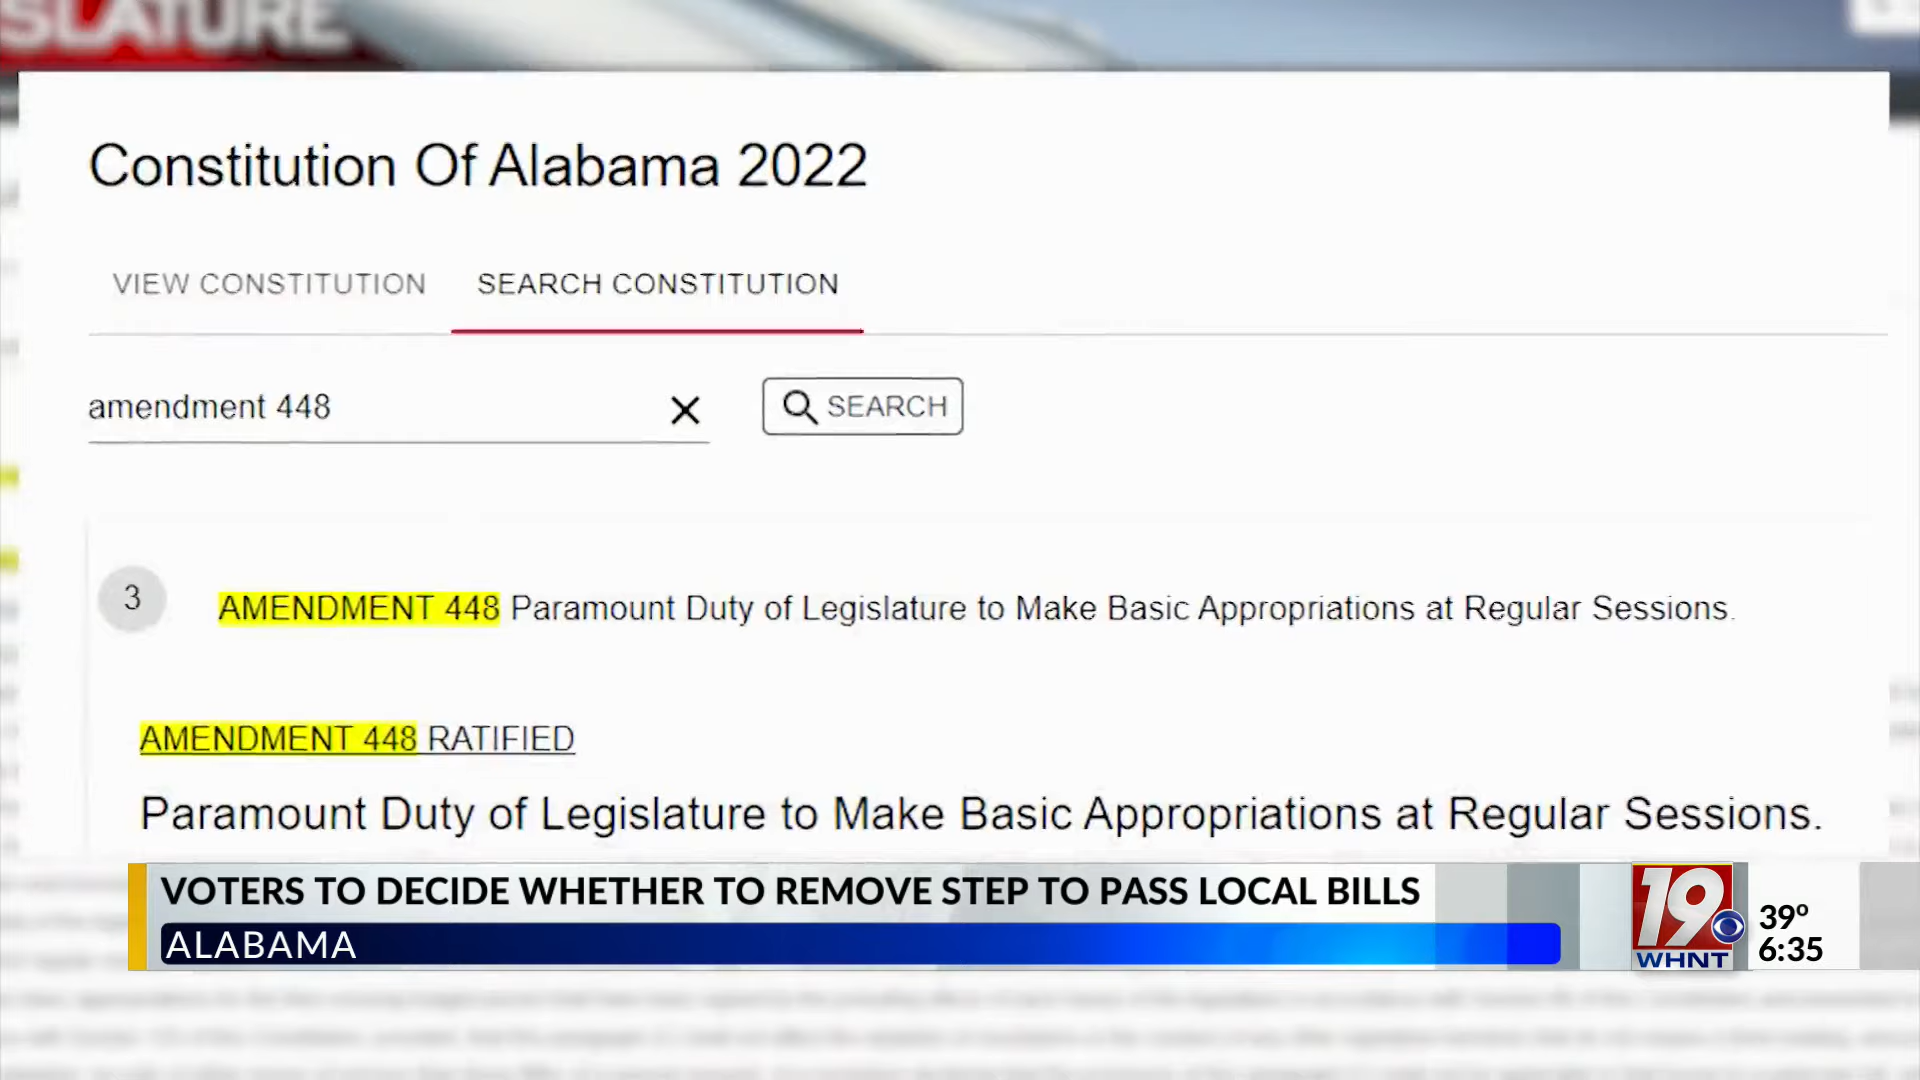 SLATURE
Constitution Of Alabama 2022
VIEW CONSTITUTION SEARCH CONSTITUTION
amendment 448 SEARCH
3 AMENDMENT 448 Paramount Duty of Legislature to Make Basic Appropriations at Regular Sessions.
AMENDMENT 448 RATIFIED
Paramount Duty of Legislature to Make Basic Appropriations at Regular Sessions.
VOTERS TO DECIDE WHETHER TO REMOVE STEP TO PASS LOCAL BILLS
ALABAMA
19
WHNT
39°
6:35